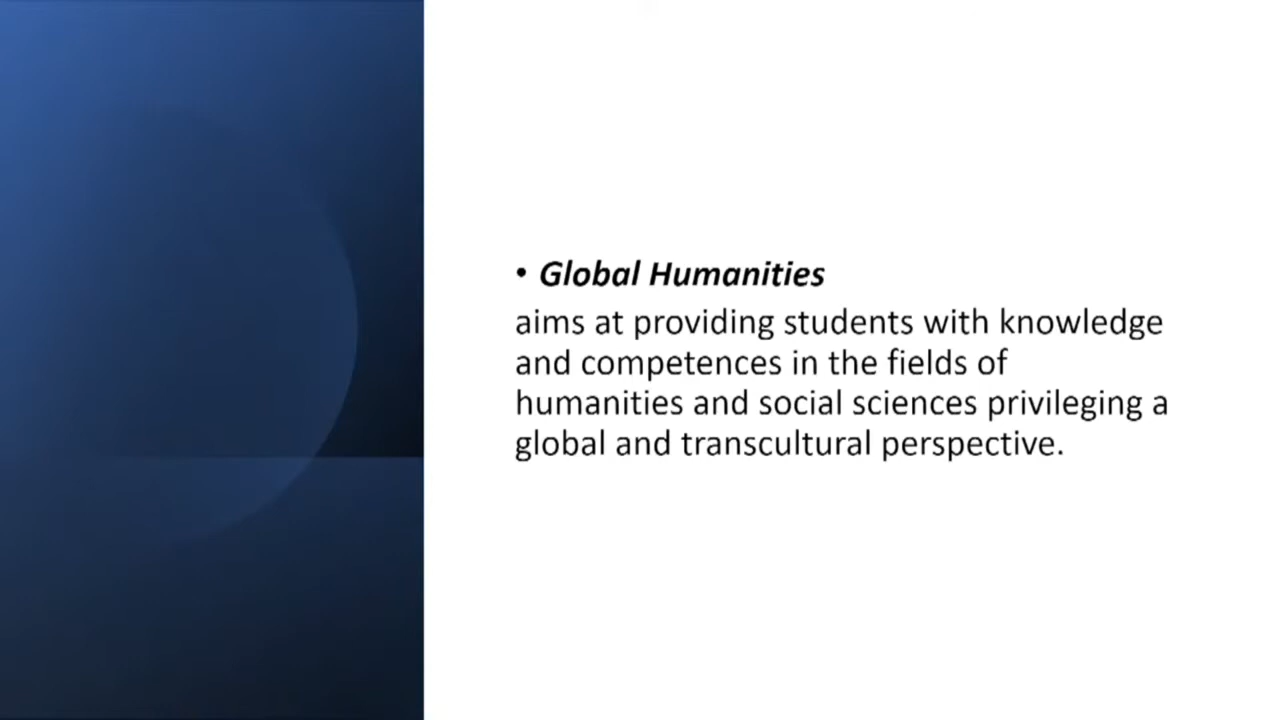 • Global Humanities
aims at providing students with knowledge
and competences in the fields of
humanities and social sciences privileging a
global and transcultural perspective.